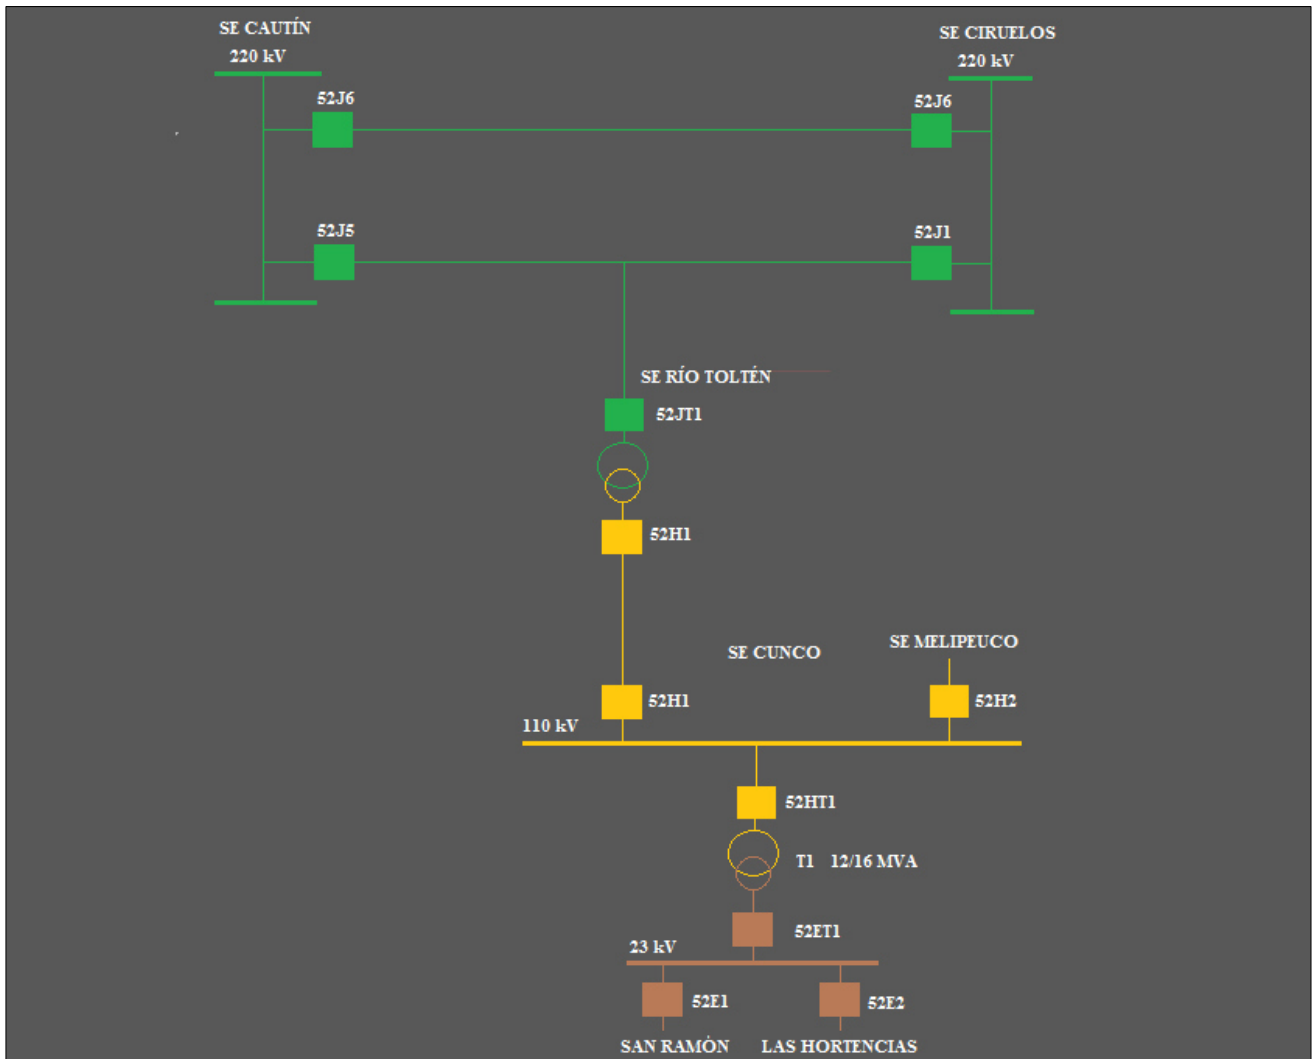 SE CAUTÍN
220 kV
SE CIRUELOS
220 kV
52J6
52J6
52J5
52J1
SE RÍO TOLTÉN
52JT1
52H1
SE CUNCO
SE MELIPEUCO
52H1
52H2
110 kV
52HT1
T1 12/16 MVA
52ET1
23 kV
52E1
52E2
SAN RAMÒN
LAS HORTENCIAS